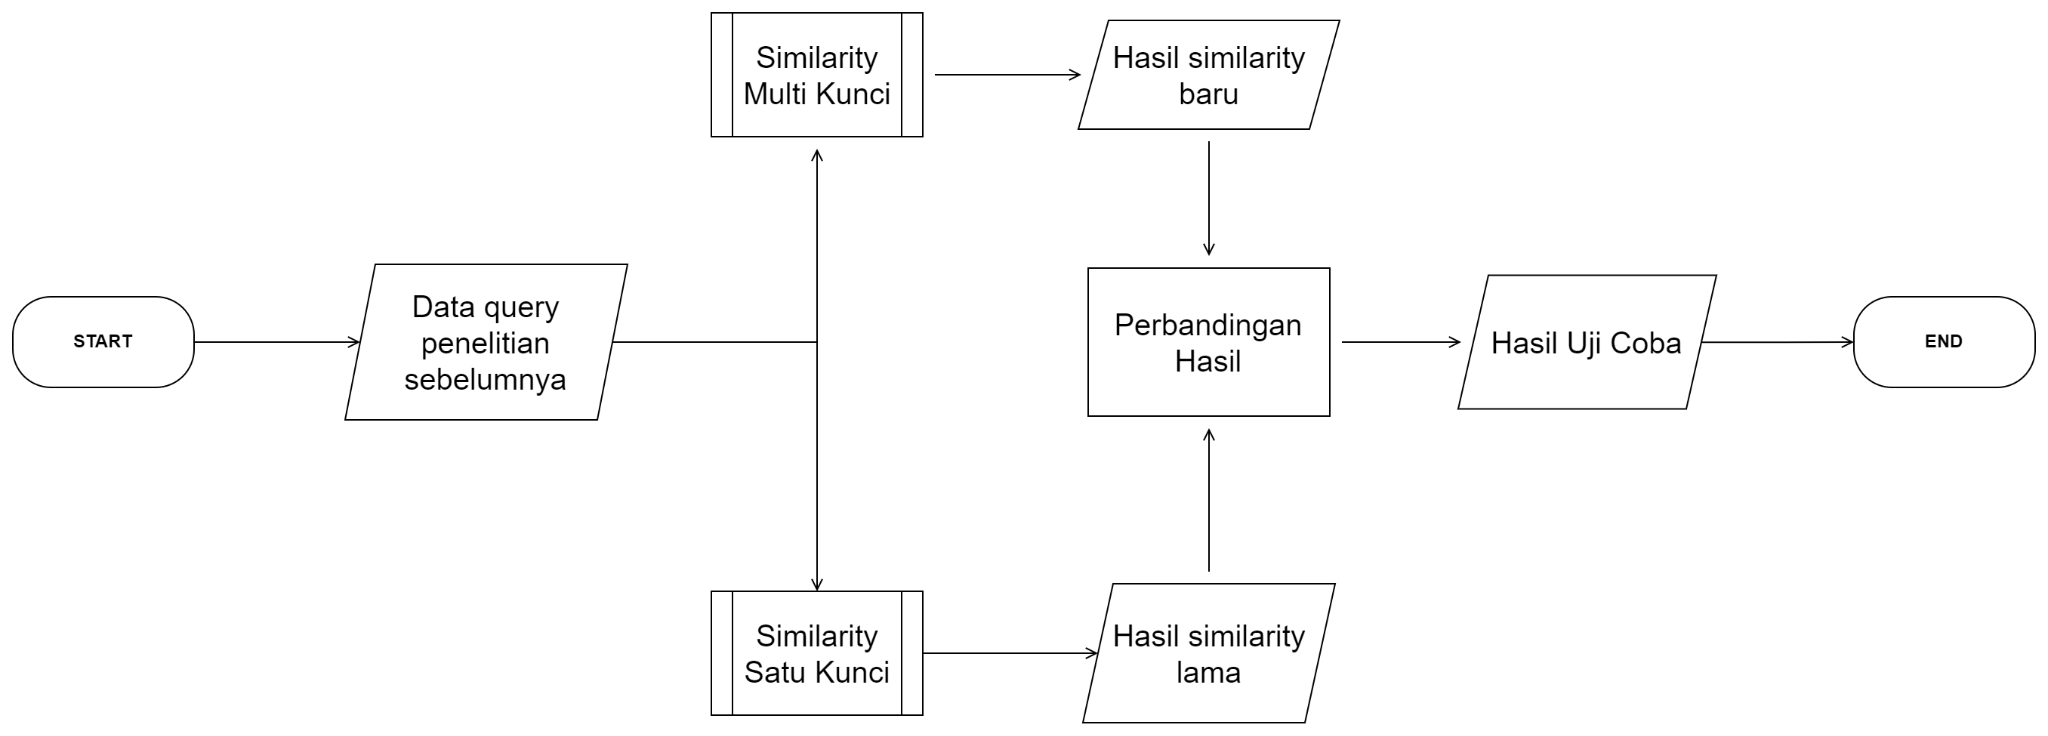 START
Data query
penelitian
sebelumnya
Similarity
Multi Kunci
Hasil similarity
baru
Similarity
Satu Kunci
Hasil similarity
lama
Perbandingan
Hasil
Hasil Uji Coba
END